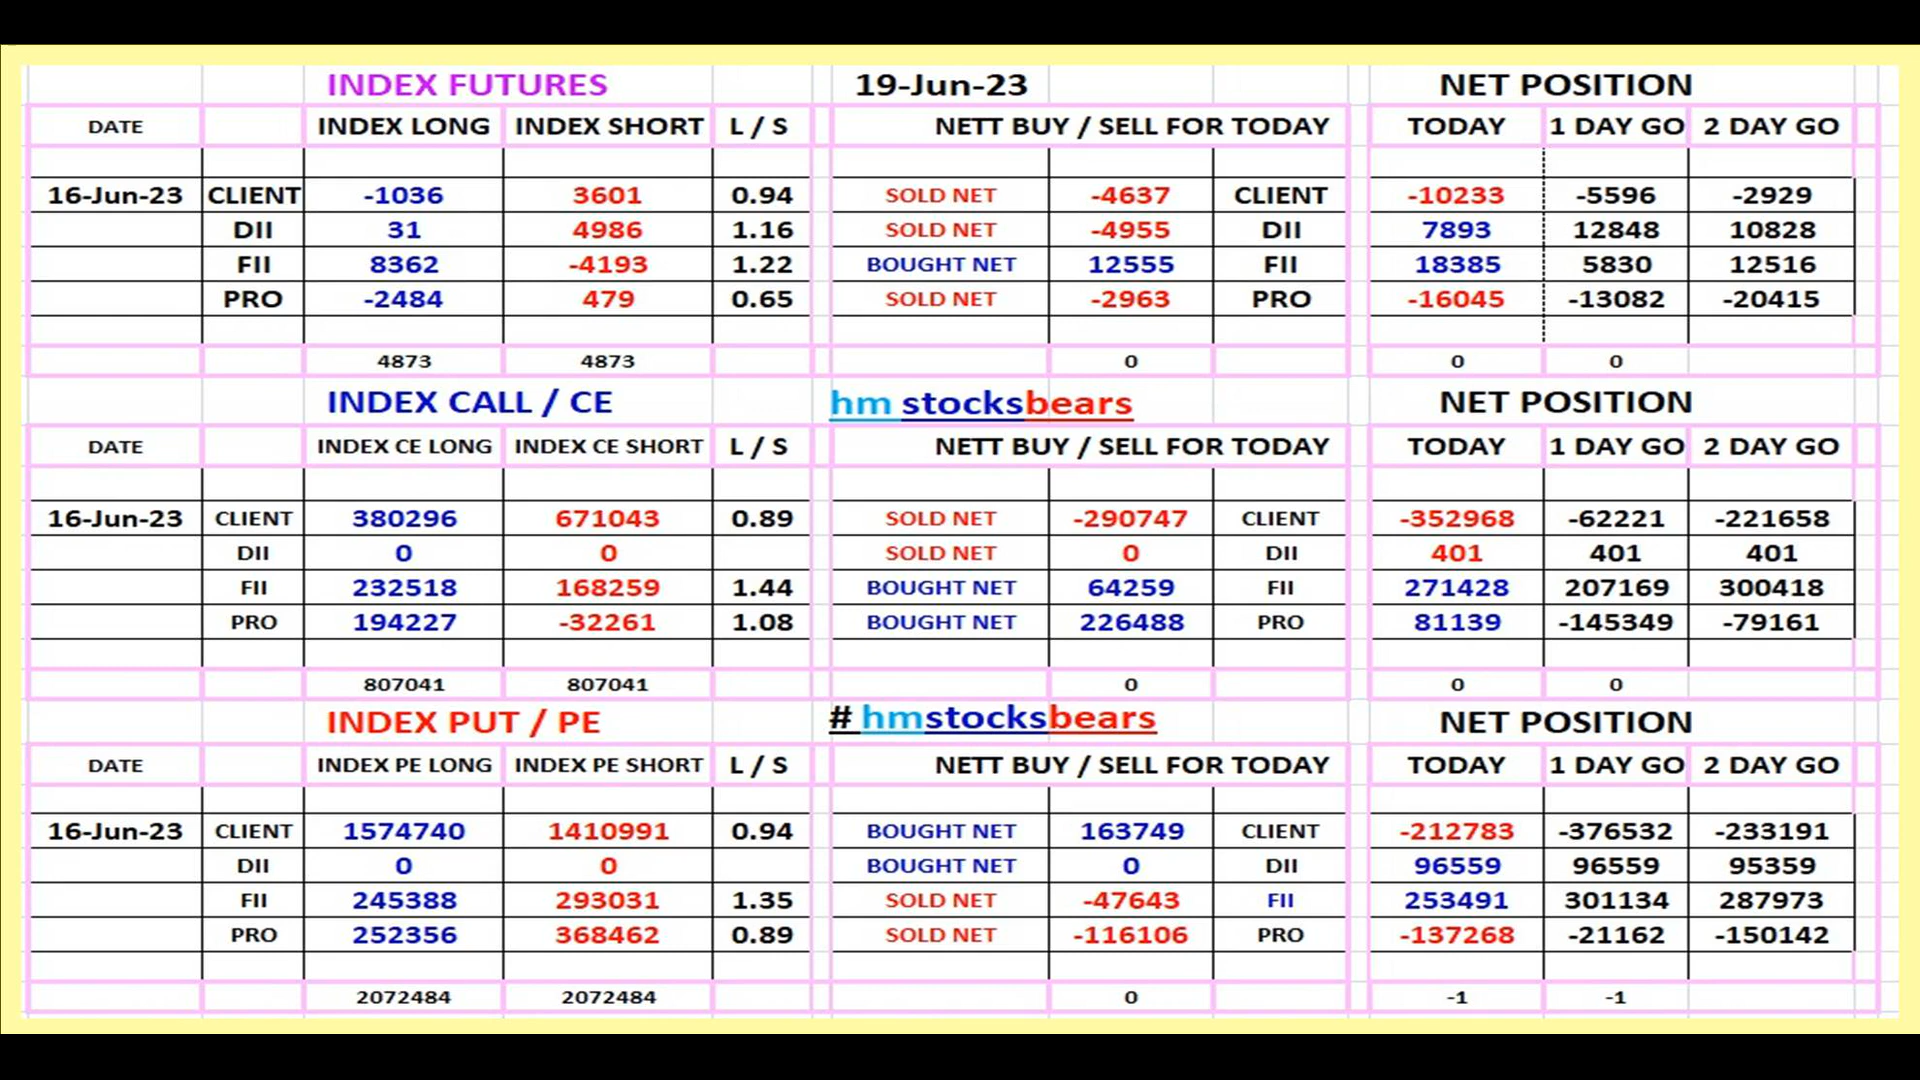 INDEX FUTURES 19-Jun-23 NET POSITION
DATE INDEX LONG INDEX SHORT L / S NETT BUY / SELL FOR TODAY TODAY 1 DAY GO 2 DAY GO
16-Jun-23 CLIENT -1036 3601 0.94 SOLD NET -4637 CLIENT -10233 -5596 -2929
DII 31 4986 1.16 SOLD NET -4955 DII 7893 12848 10828
FII 8362 -4193 1.22 BOUGHT NET 12555 FII 18385 5830 12516
PRO -2484 479 0.65 SOLD NET -2963 PRO -16045 -13082 -20415
4873 4873 0 0 0
INDEX CALL / CE hm stocksbears NET POSITION
DATE INDEX CE LONG INDEX CE SHORT L / S NETT BUY / SELL FOR TODAY TODAY 1 DAY GO 2 DAY GO
16-Jun-23 CLIENT 380296 671043 0.89 SOLD NET -290747 CLIENT -352968 -62221 -221658
DII 0 0 SOLD NET 0 DII 401 401 401
FII 232518 168259 1.44 BOUGHT NET 64259 FII 271428 207169 300418
PRO 194227 -32261 1.08 BOUGHT NET 226488 PRO 81139 -145349 -79161
807041 807041 0 0 0
INDEX PUT / PE # hmstocksbears NET POSITION
DATE INDEX PE LONG INDEX PE SHORT L / S NETT BUY / SELL FOR TODAY TODAY 1 DAY GO 2 DAY GO
16-Jun-23 CLIENT 1574740 1410991 0.94 BOUGHT NET 163749 CLIENT -212783 -376532 -233191
DII 0 0 BOUGHT NET 0 DII 96559 96559 95359
FII 245388 293031 1.35 SOLD NET -47643 FII 253491 301134 287973
PRO 252356 368462 0.89 SOLD NET -116106 PRO -137268 -21162 -150142
2072484 2072484 0 -1 -1